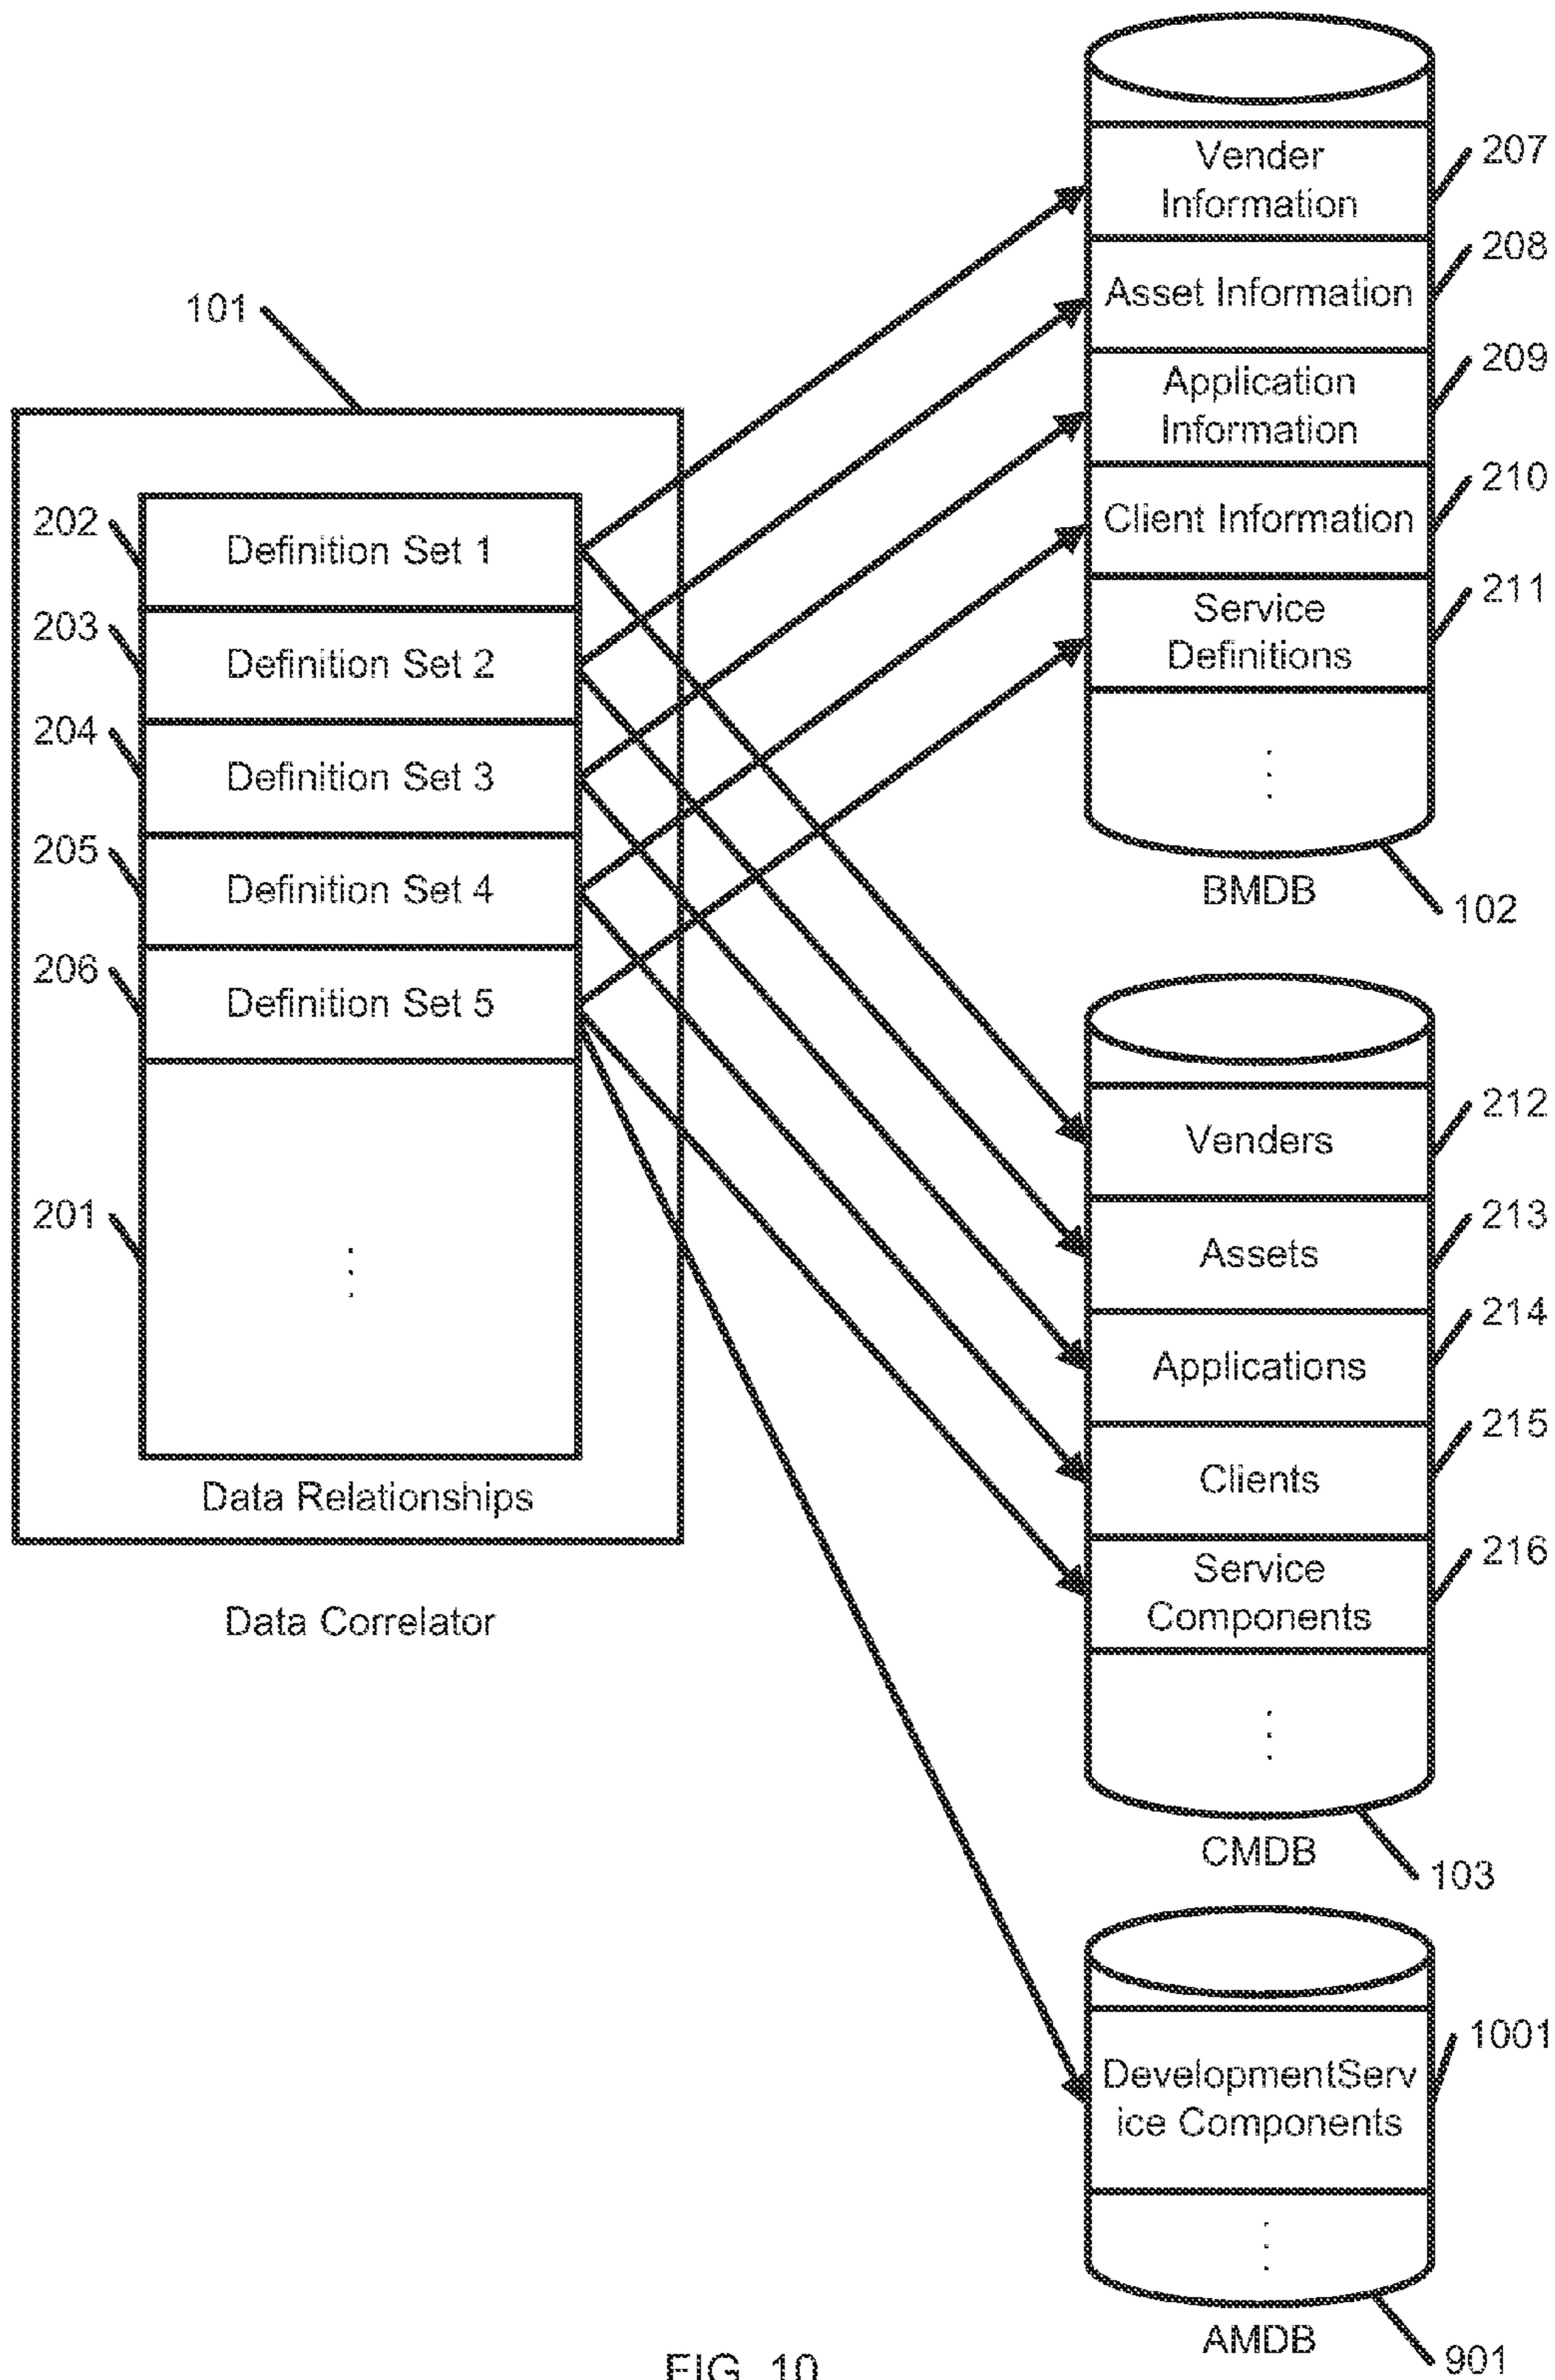 101
202
Definition Set 1
203
Definition Set 2
204
Definition Set 3
205
Definition Set 4
206
Definition Set 5
201
Data Relationships
Data Correlator
Vender
Information
207
Asset Information
208
Application
Information
209
Client Information
210
Service
Definitions
211
BMDB
102
Venders
212
Assets
213
Applications
214
Clients
215
Service
Components
216
CMDB
103
DevelopmentServ
ice Components
1001
AMDB
901
FIG. 10